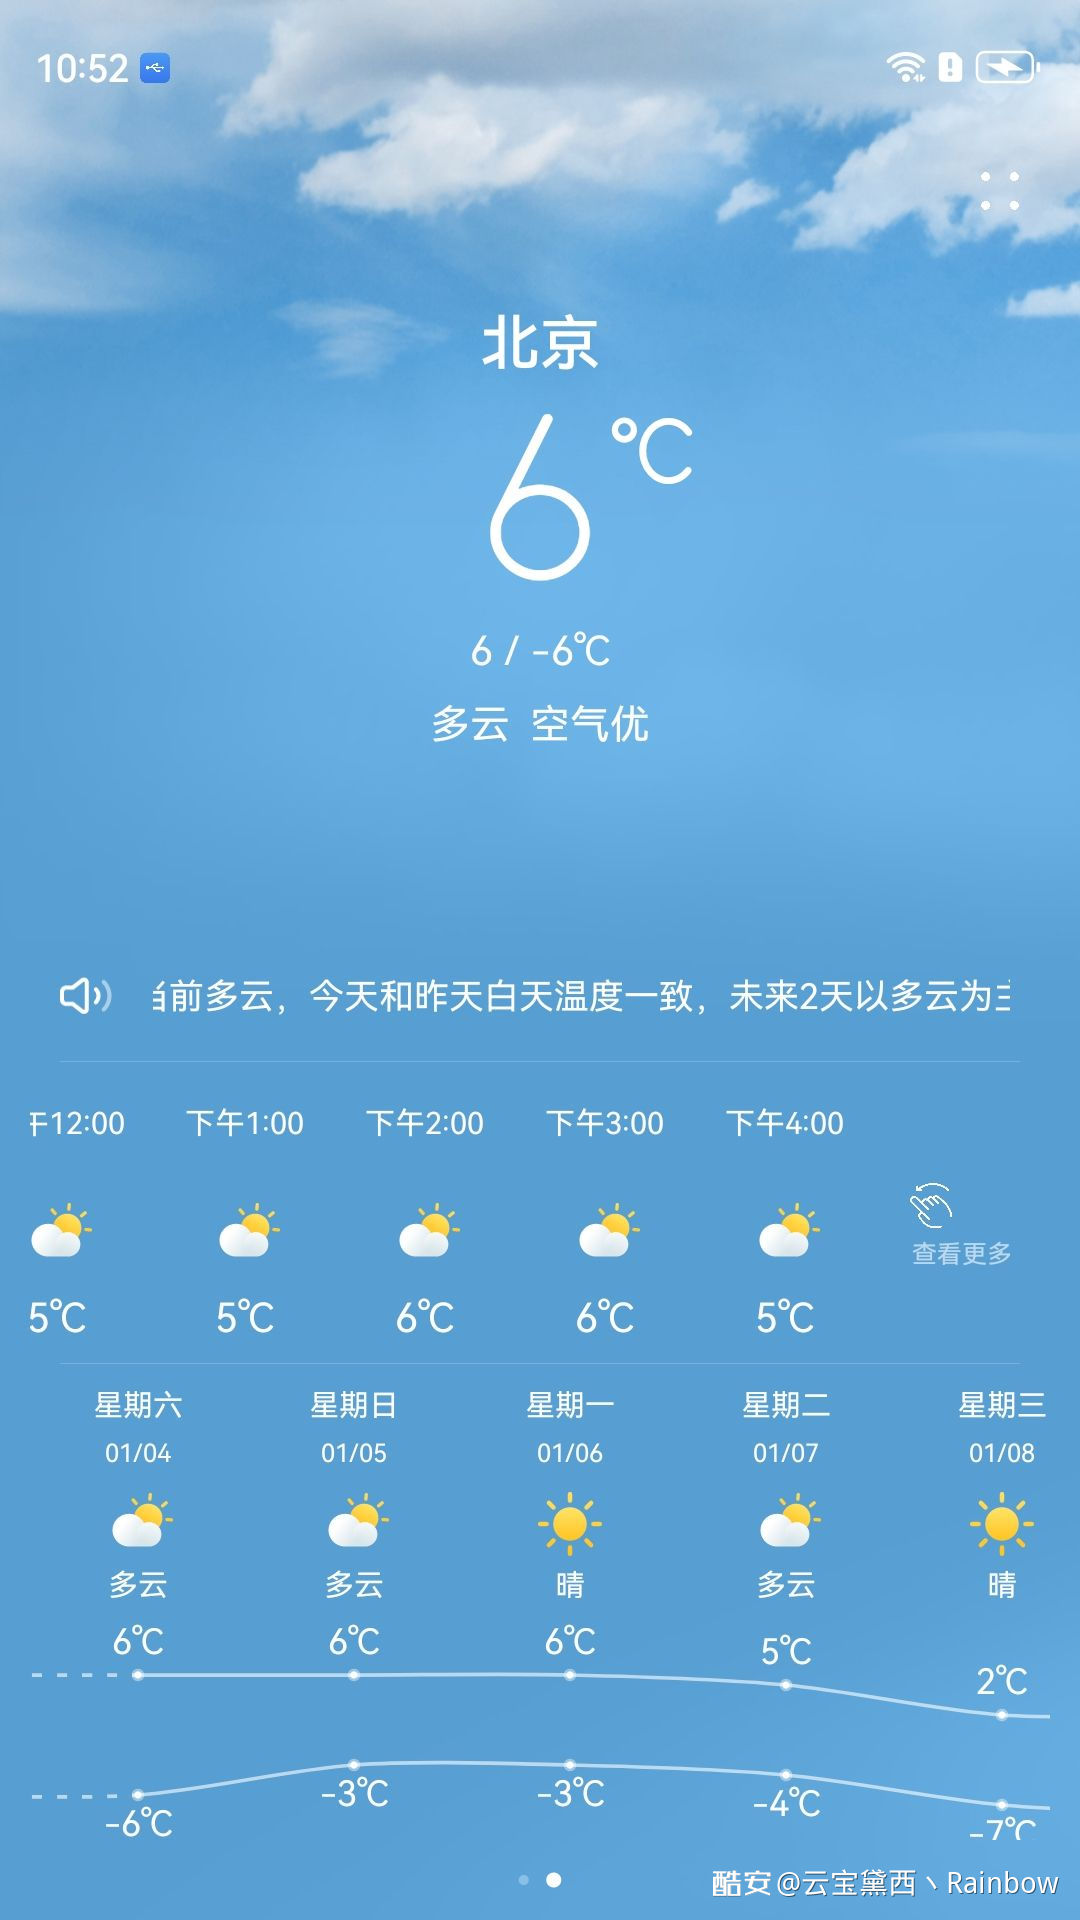 10:52
北京
6℃
6 / -6℃
多云 空气优
当前多云，今天和昨天白天温度一致，未来2天以多云为主
午12:00 下午1:00 下午2:00 下午3:00 下午4:00
查看更多
5℃ 5℃ 6℃ 6℃ 5℃
星期六 星期日 星期一 星期二 星期三
01/04 01/05 01/06 01/07 01/08
多云 多云 晴 多云 晴
6℃ 6℃ 6℃ 5℃ 2℃
-6℃ -3℃ -3℃ -4℃ -7℃
酷安 @云宝黛西丶Rainbow